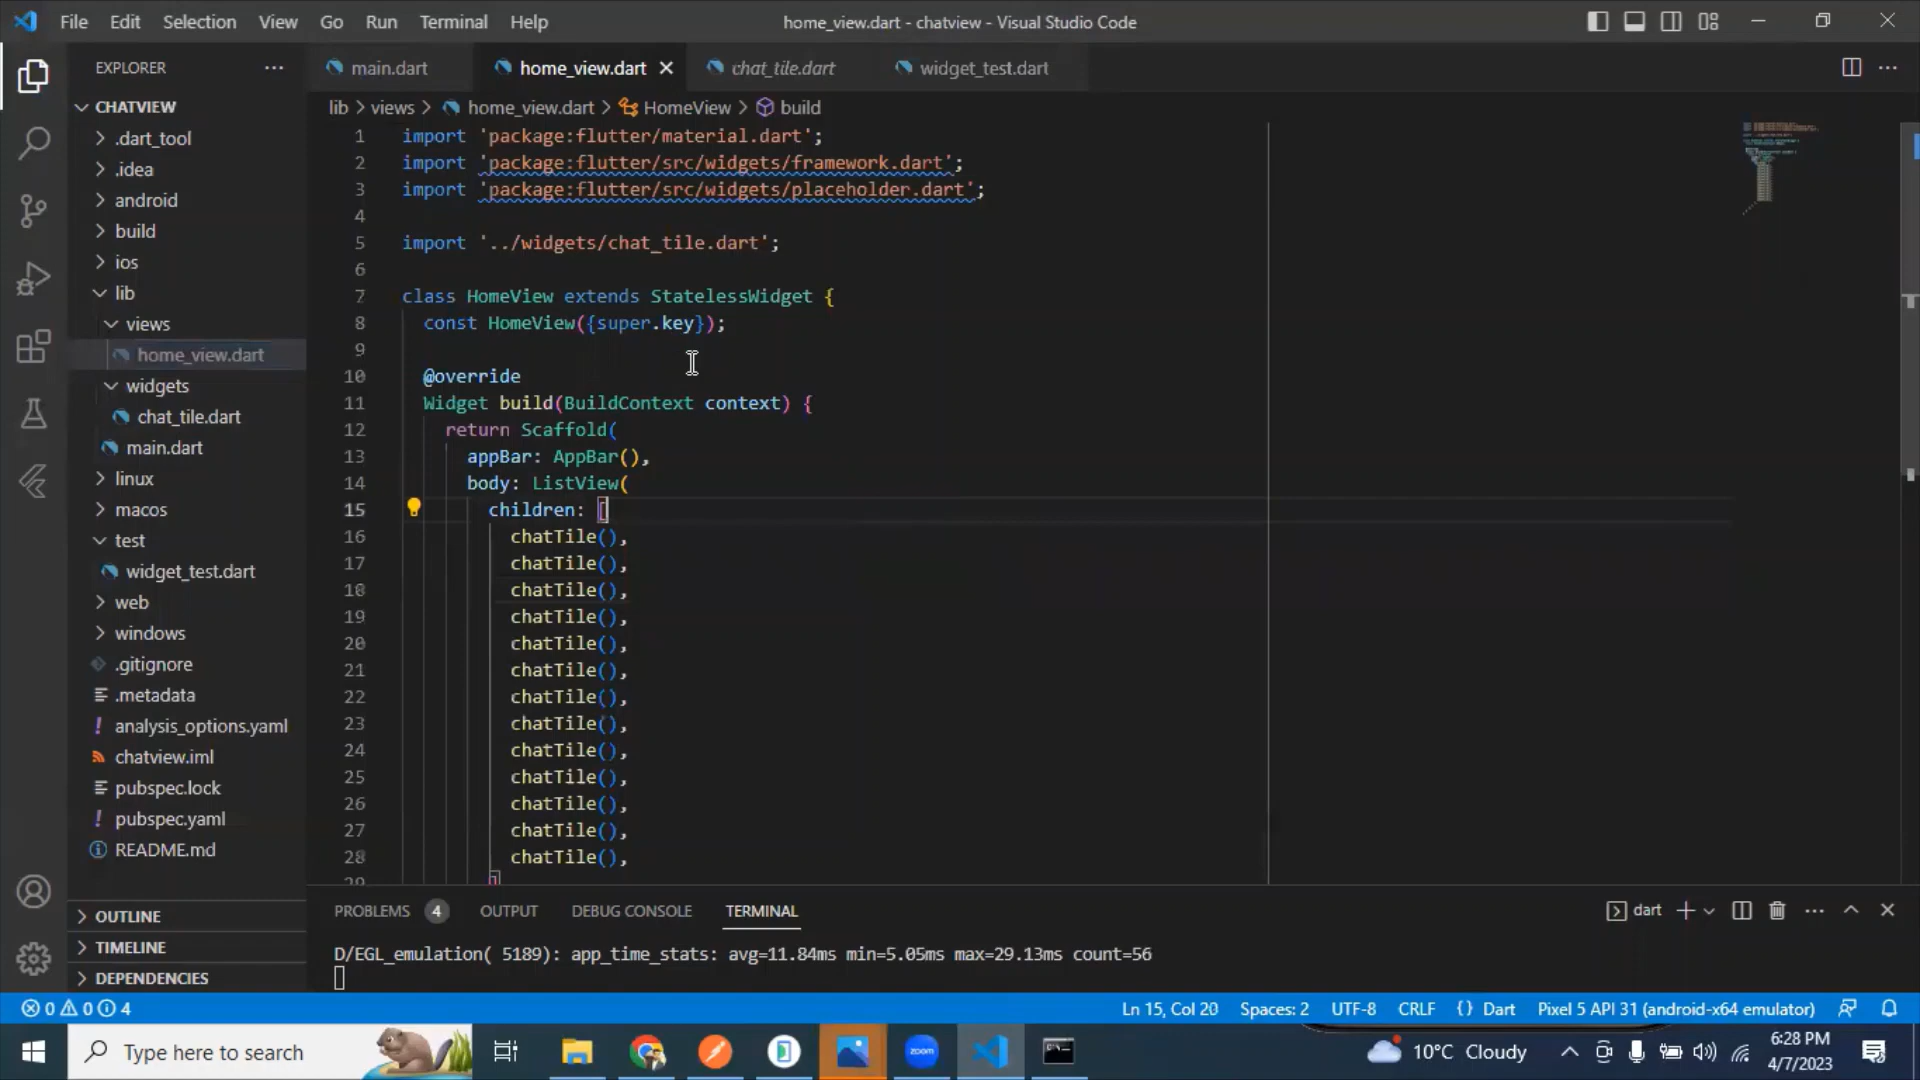 File Edit Selection View Go Run Terminal Help
home_view.dart - chatview - Visual Studio Code
EXPLORER
main.dart
home_view.dart
chat_tile.dart
widget_test.dart
CHATVIEW
.dart_tool
.idea
android
build
ios
lib
views
home_view.dart
widgets
chat_tile.dart
main.dart
linux
macos
test
widget_test.dart
web
windows
.gitignore
.metadata
analysis_options.yaml
chatview.iml
pubspec.lock
pubspec.yaml
README.md
OUTLINE
TIMELINE
DEPENDENCIES
lib > views > home_view.dart > HomeView > build
1 import 'package:flutter/material.dart';
2 import 'package:flutter/src/widgets/framework.dart';
3 import 'package:flutter/src/widgets/placeholder.dart';
4
5 import '../widgets/chat_tile.dart';
6
7 class HomeView extends StatelessWidget {
8 const HomeView({super.key});
9
10 @override
11 Widget build(BuildContext context) {
12 return Scaffold(
13 appBar: AppBar(),
14 body: ListView(
15 children: [
16 chatTile(),
17 chatTile(),
18 chatTile(),
19 chatTile(),
20 chatTile(),
21 chatTile(),
22 chatTile(),
23 chatTile(),
24 chatTile(),
25 chatTile(),
26 chatTile(),
27 chatTile(),
28 chatTile(),
29 ]
PROBLEMS 4 OUTPUT DEBUG CONSOLE TERMINAL
dart
D/EGL_emulation( 5189): app_time_stats: avg=11.84ms min=5.05ms max=29.13ms count=56
0 0 4
Ln 15, Col 20 Spaces: 2 UTF-8 CRLF {} Dart Pixel 5 API 31 (android-x64 emulator)
Type here to search
zoom
10°C Cloudy
6:28 PM
4/7/2023